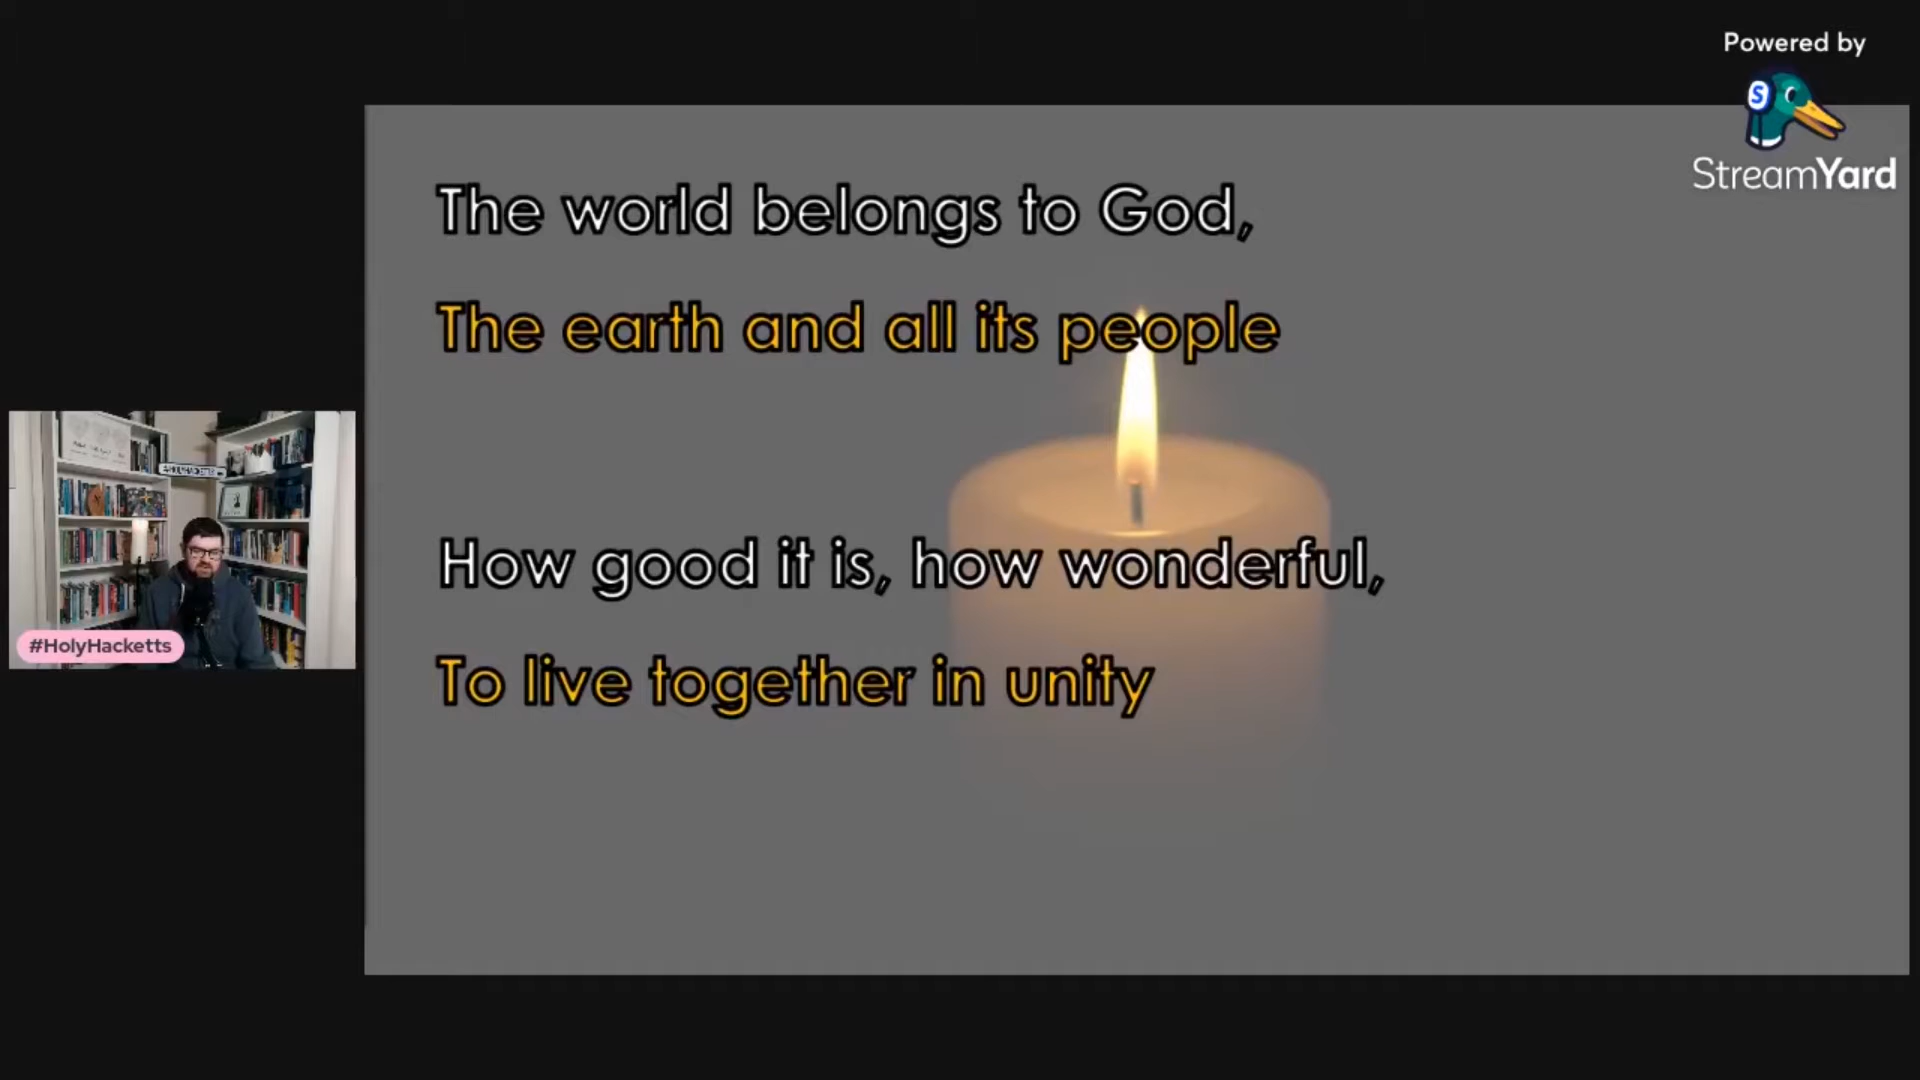 Powered by
StreamYard
The world belongs to God,
The earth and all its people
How good it is, how wonderful,
To live together in unity
#HOLYHACKETTS
#HolyHacketts